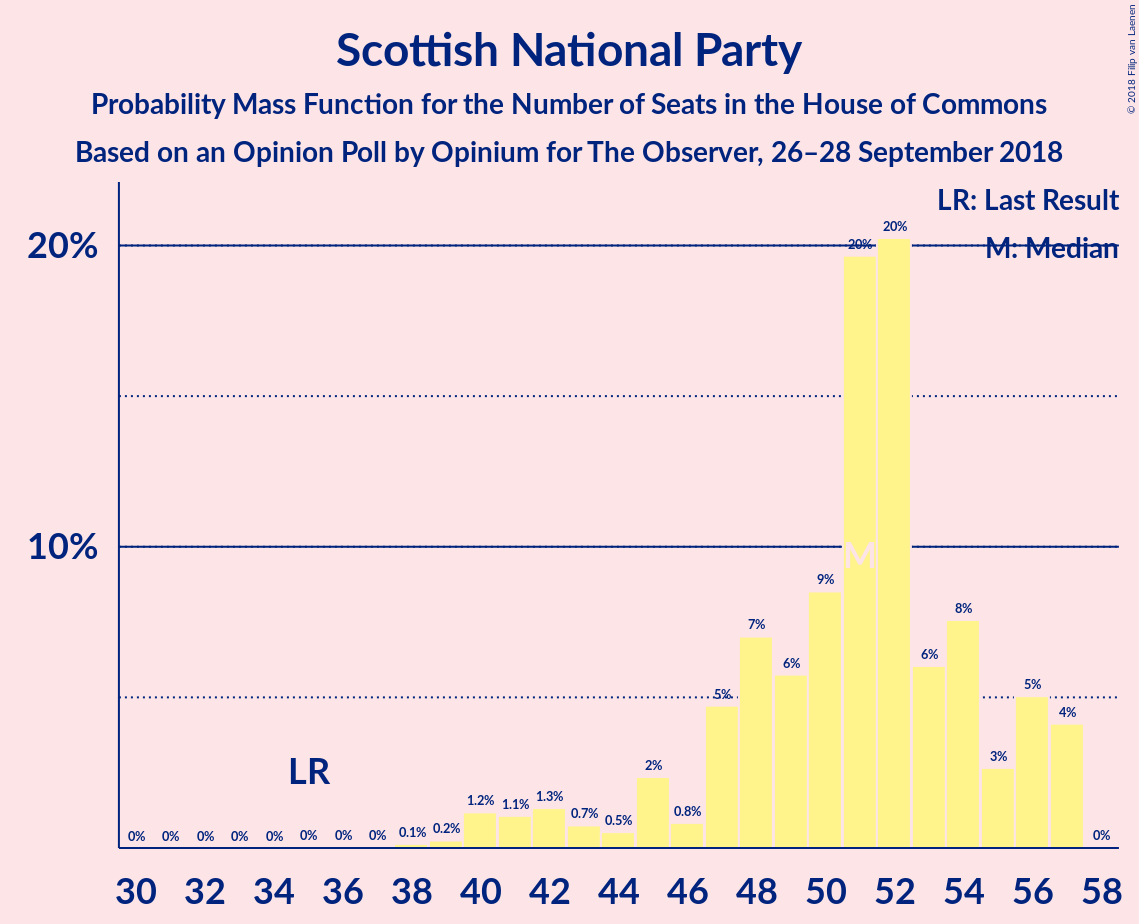 Scottish National Party
Probability Mass Function for the Number of Seats in the House of Commons
Based on an Opinion Poll by Opinium for The Observer, 26–28 September 2018
© 2018 Filip van Laenen
LR: Last Result
M: Median
20%
10%
20% 20%
M
9%
8%
7%
6% 6%
5% 5%
4%
3%
2%
LR
0% 0% 0% 0% 0% 0% 0% 0% 0.1% 0.2% 1.2% 1.1% 1.3% 0.7% 0.5% 0.8% 0%
30 32 34 36 38 40 42 44 46 48 50 52 54 56 58